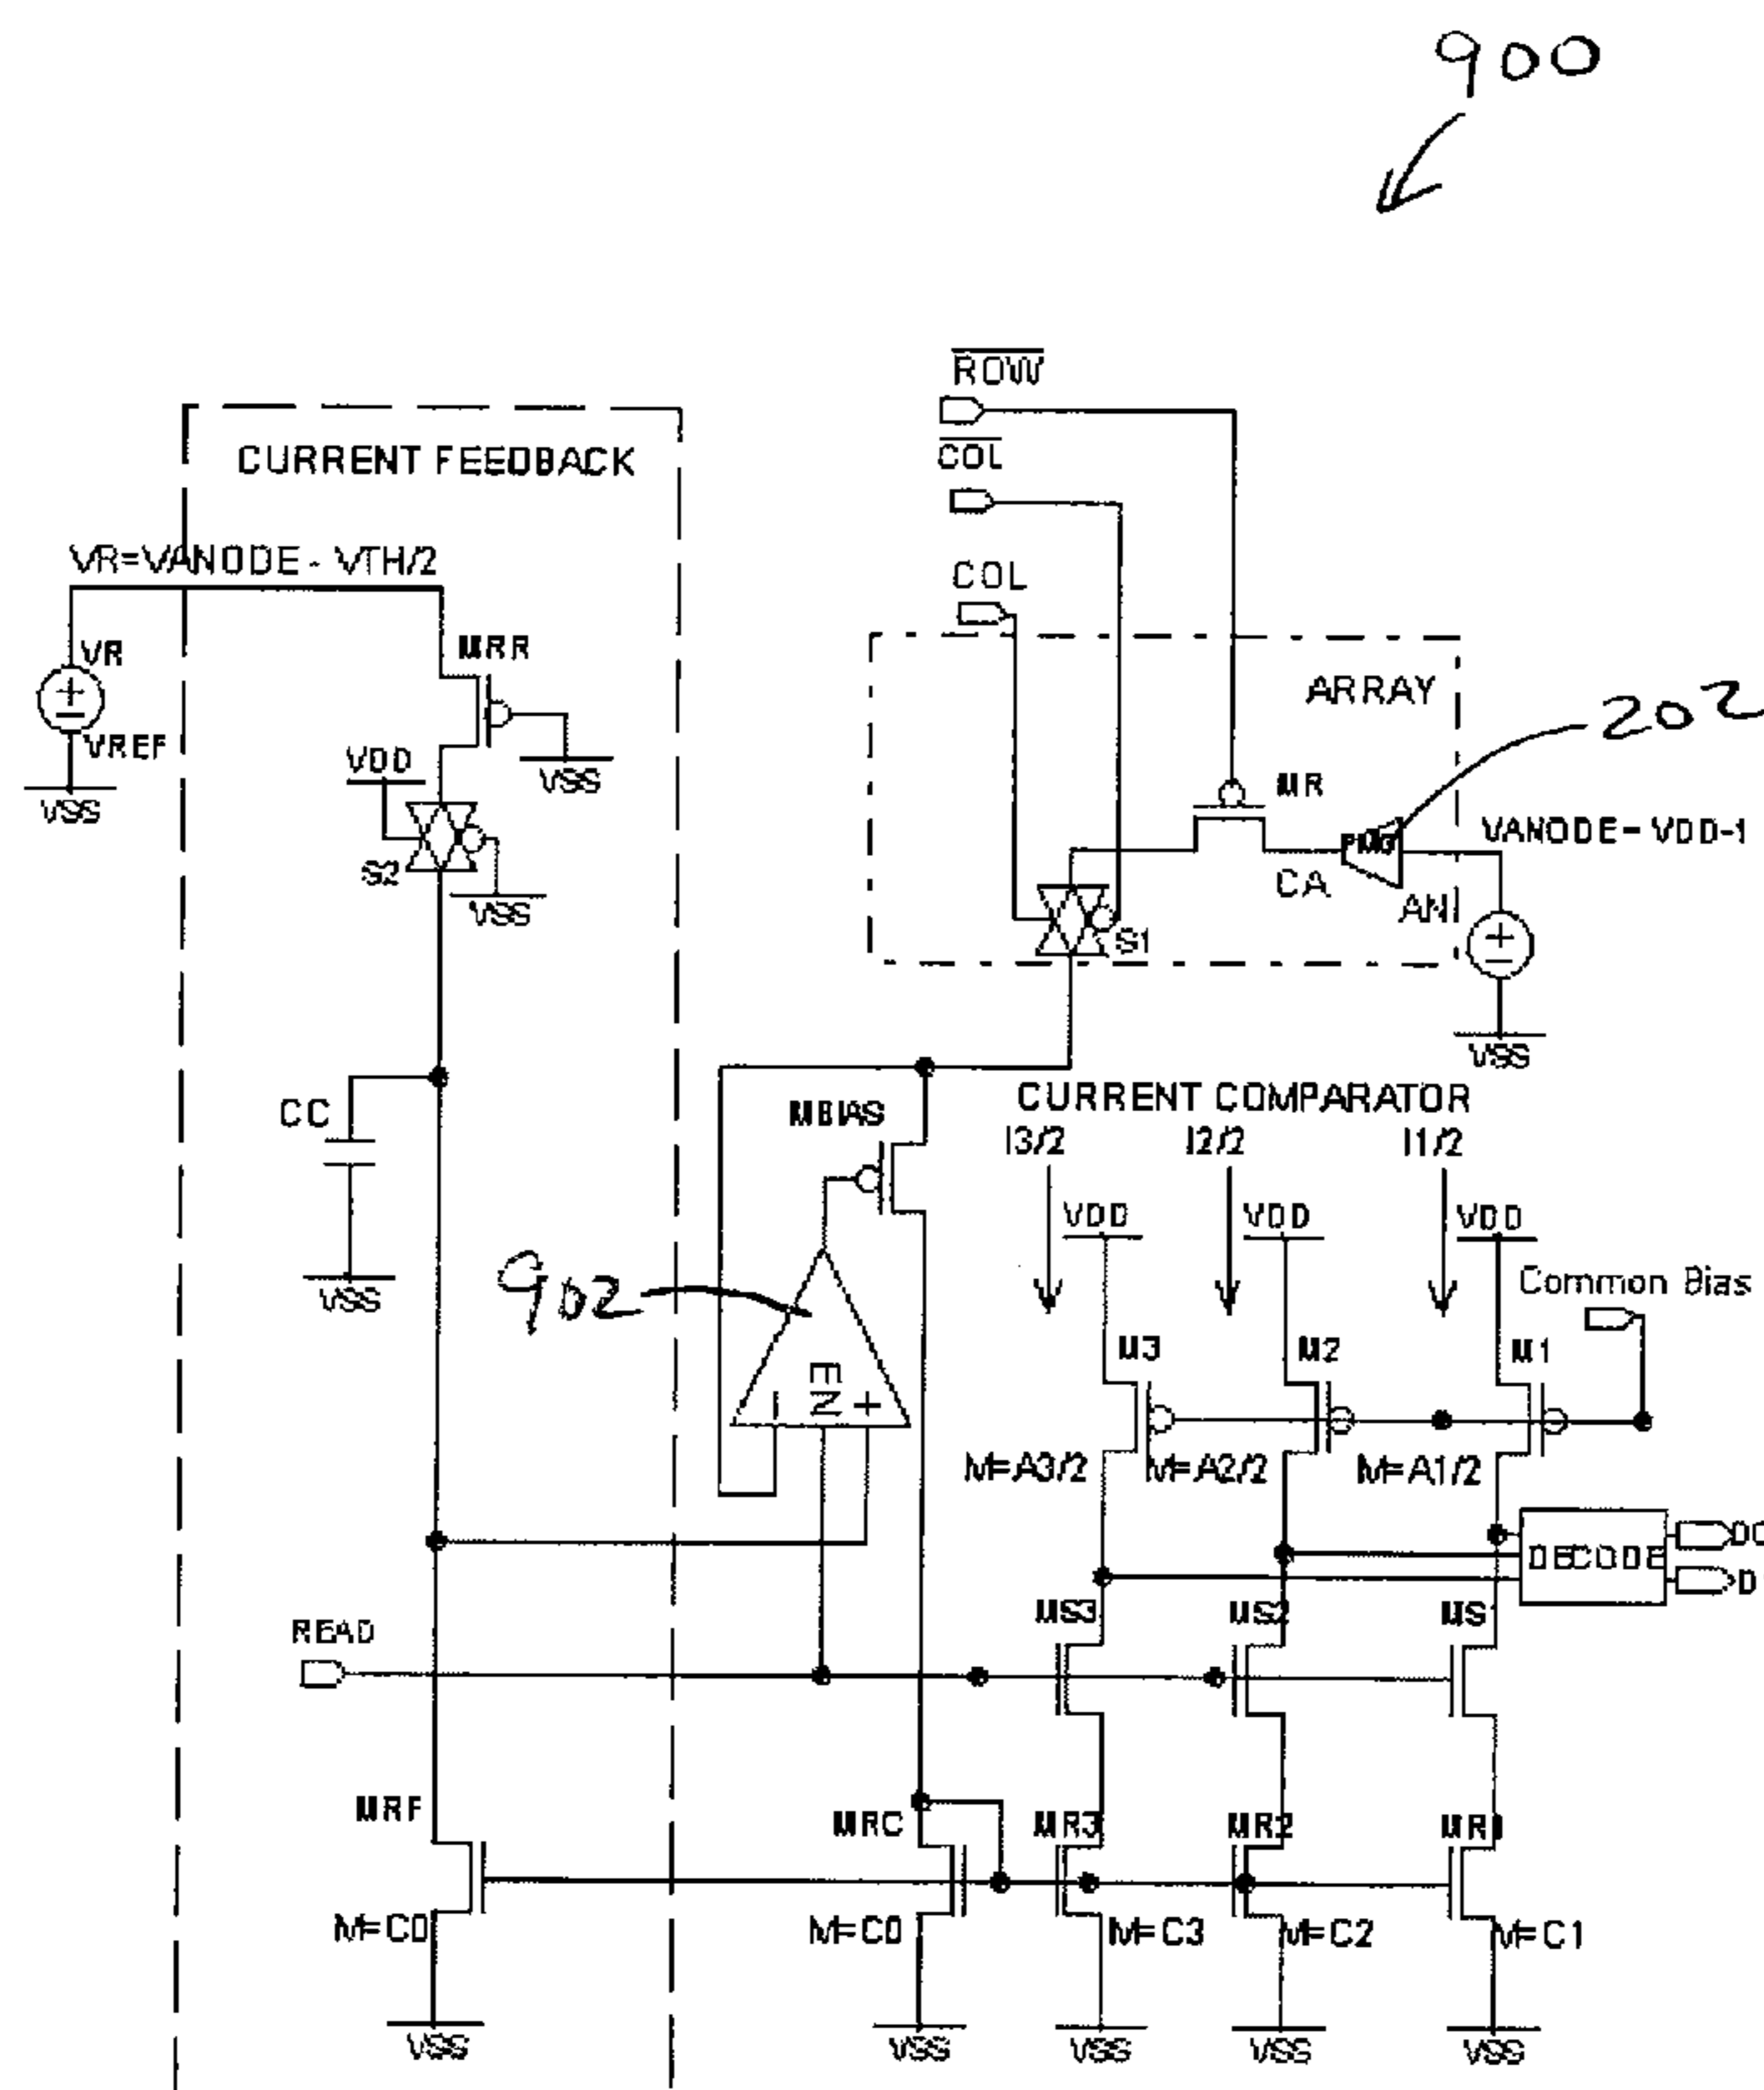 900
ROW
COL
CURRENT FEEDBACK
VR=VANODE - VTH/2
COL
MRR
VR
ARRAY
202
VREF
VDD
VSS
VSS
MR
VANODE-VDD-1
S2
CA
VSS
AN
S1
VSS
CC
MBIAS
CURRENT COMPARATOR
I3/2
I2/2
I1/2
VDD
VDD
VDD
VSS
902
Common Bias
M3
M2
M1
- EN +
M=A3/2
M=A2/2
M=A1/2
DECODE
D
READ
MS3
MS2
MS
MRF
MRC
MR3
MR2
M=C0
M=C0
M=C3
M=C2
M=C1
VSS
VSS
VSS
VSS
VSS